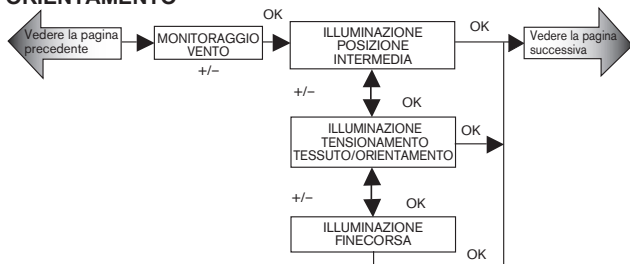 ORIENTAMENTO
Vedere la pagina
precedente
MONITORAGGIO
VENTO
+/–
OK
ILLUMINAZIONE
POSIZIONE
INTERMEDIA
OK
Vedere la pagina
successiva
+/–
OK
ILLUMINAZIONE
TENSIONAMENTO
TESSUTO/ORIENTAMENTO
OK
+/–
OK
ILLUMINAZIONE
FINECORSA
OK